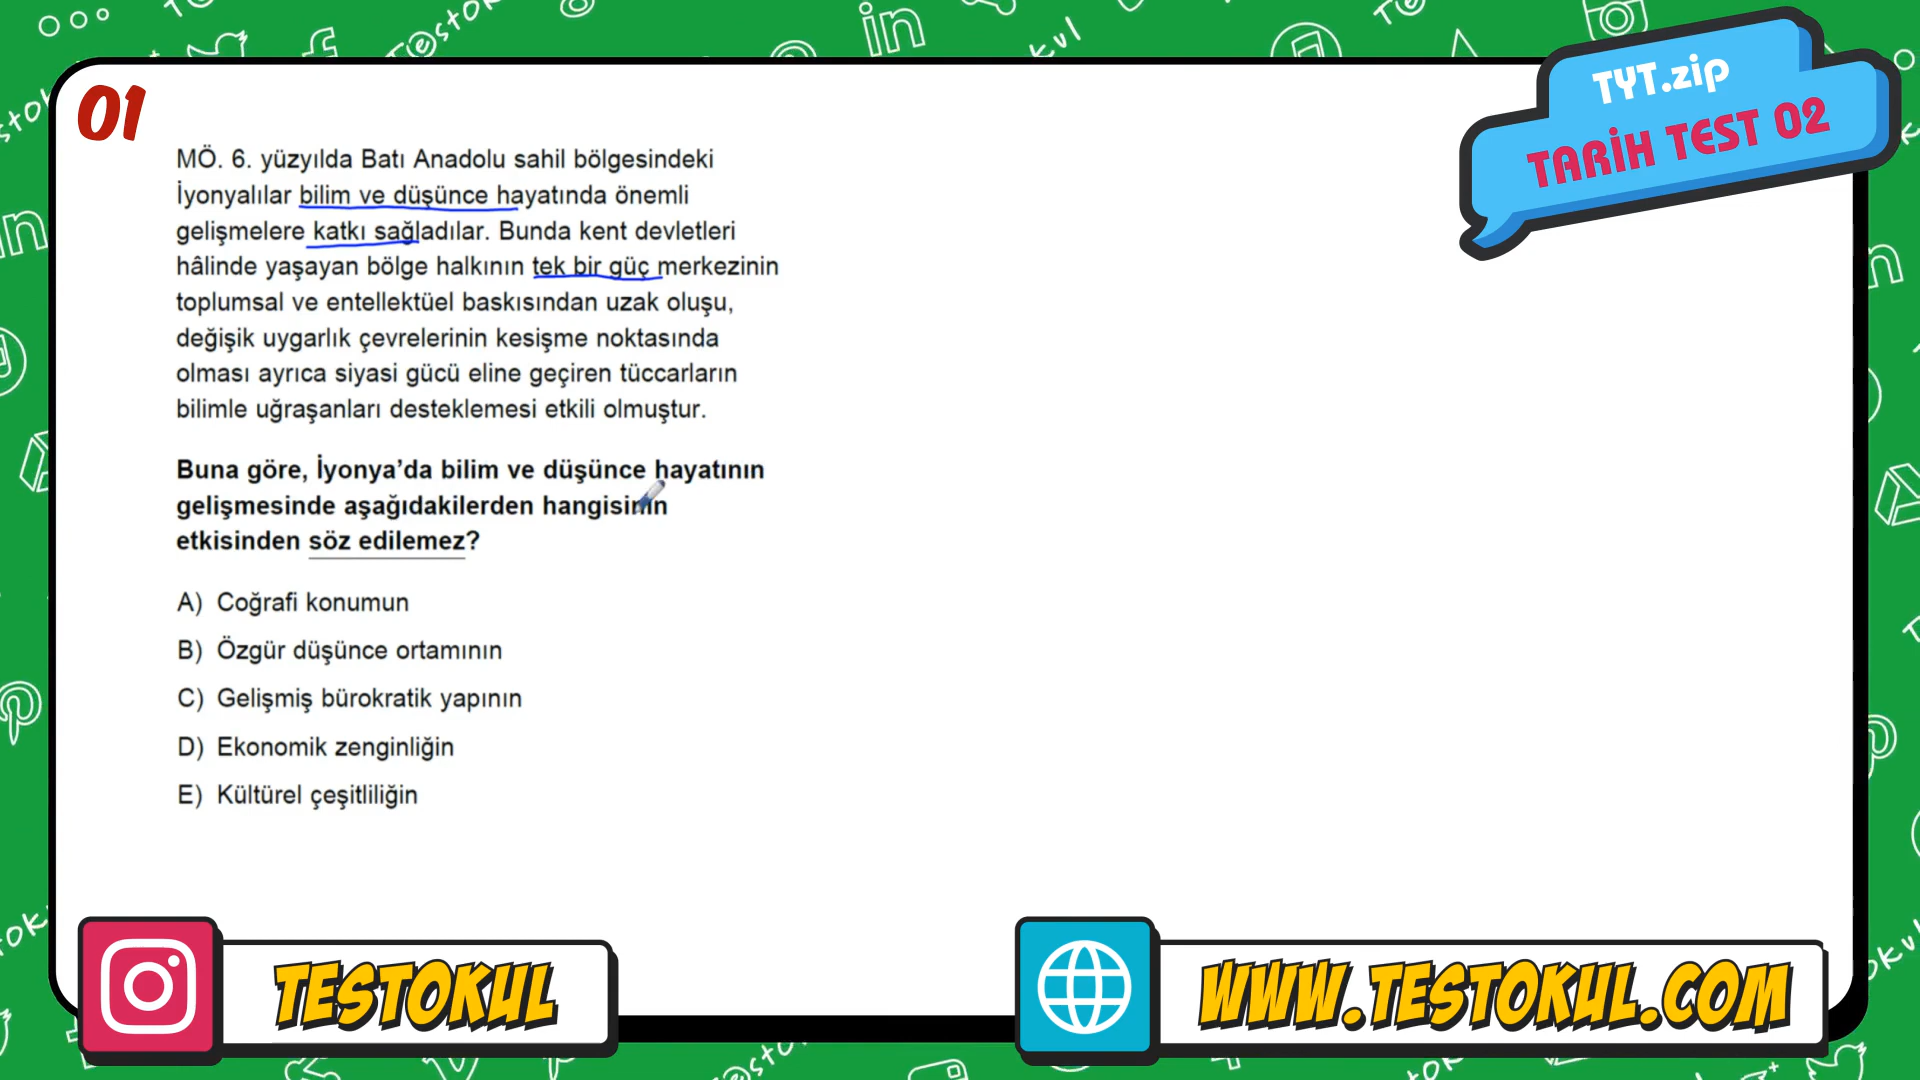 01
TYT.zip
TARİH TEST 02
MÖ. 6. yüzyılda Batı Anadolu sahil bölgesindeki
İyonyalılar bilim ve düşünce hayatında önemli
gelişmelere katkı sağladılar. Bunda kent devletleri
hâlinde yaşayan bölge halkının tek bir güç merkezinin
toplumsal ve entellektüel baskısından uzak oluşu,
değişik uygarlık çevrelerinin kesişme noktasında
olması ayrıca siyasi gücü eline geçiren tüccarların
bilimle uğraşanları desteklemesi etkili olmuştur.
Buna göre, İyonya’da bilim ve düşünce hayatının
gelişmesinde aşağıdakilerden hangisinin
etkisinden söz edilemez?
A) Coğrafi konumun
B) Özgür düşünce ortamının
C) Gelişmiş bürokratik yapının
D) Ekonomik zenginliğin
E) Kültürel çeşitliliğin
TESTOKUL
WWW.TESTOKUL.COM